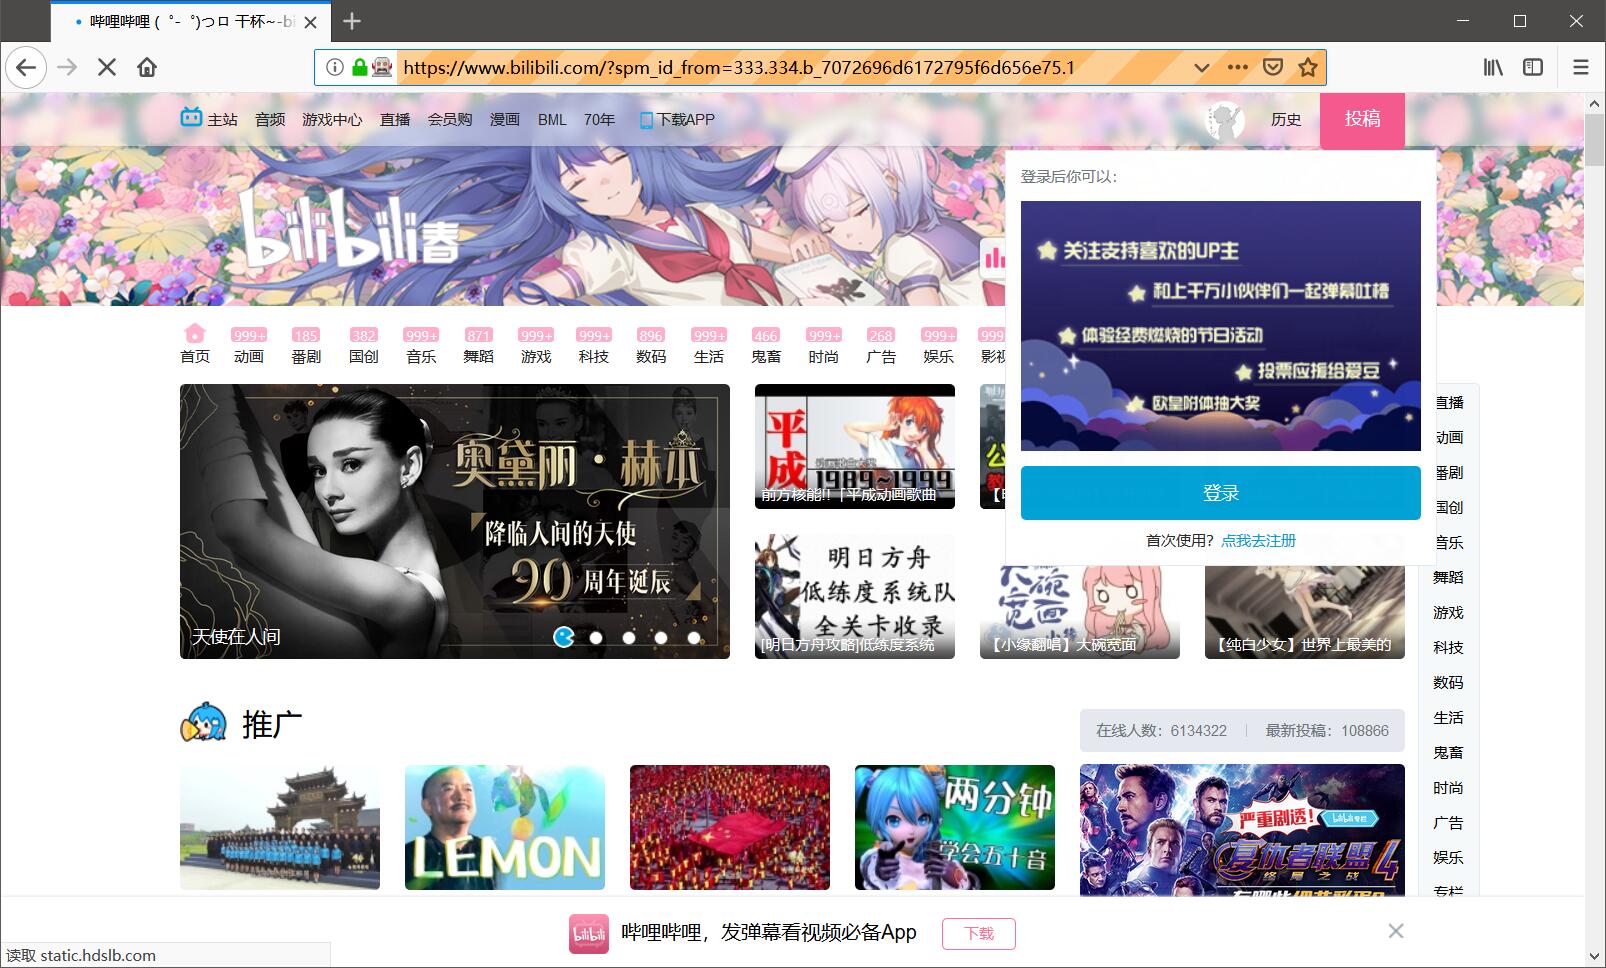 哔哩哔哩 (゜-゜)つロ 干杯~-bi
https://www.bilibili.com/?spm_id_from=333.334.b_7072696d6172795f6d656e75.1
主站 音频 游戏中心 直播 会员购 漫画 BML 70年 下载APP 历史 投稿
登录后你可以：
bilibili春
关注支持喜欢的UP主
和上千万小伙伴们一起弹幕吐槽
体验经费燃烧的节日活动
投票应援给爱豆
欧皇附体抽大奖
登录
首次使用？点我去注册
999+ 185 382 999+ 871 999+ 999+ 896 999+ 466 999+ 268 999+ 999
首页 动画 番剧 国创 音乐 舞蹈 游戏 科技 数码 生活 鬼畜 时尚 广告 娱乐 影视
奥黛丽·赫本
降临人间的天使
90周年诞辰
天使在人间
平成
1989~1999
前方核能!!「平成动画歌曲
明日方舟
低练度系统队
全关卡收录
[明日方舟攻略]低练度系统
大碗宽面
【小缘翻唱】大碗宽面
【纯白少女】世界上最美的
直播
动画
番剧
国创
音乐
舞蹈
游戏
科技
数码
生活
鬼畜
时尚
广告
娱乐
专栏
推广
在线人数：6134322 最新投稿：108866
LEMON
两分钟
学会五十音
严重剧透!
bilibili专栏
复仇者联盟4
终局之战
哔哩哔哩，发弹幕看视频必备App 下载
bilibili
读取 static.hdslb.com